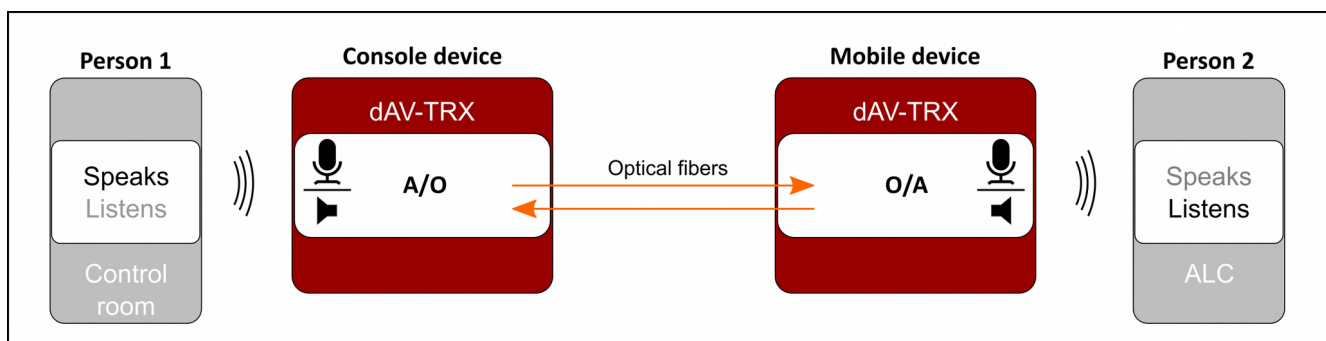 Person 1
Console device
Mobile device
Person 2
dAV-TRX
dAV-TRX
Speaks
Listens
A/O
Optical fibers
O/A
Speaks
Listens
Control
room
ALC